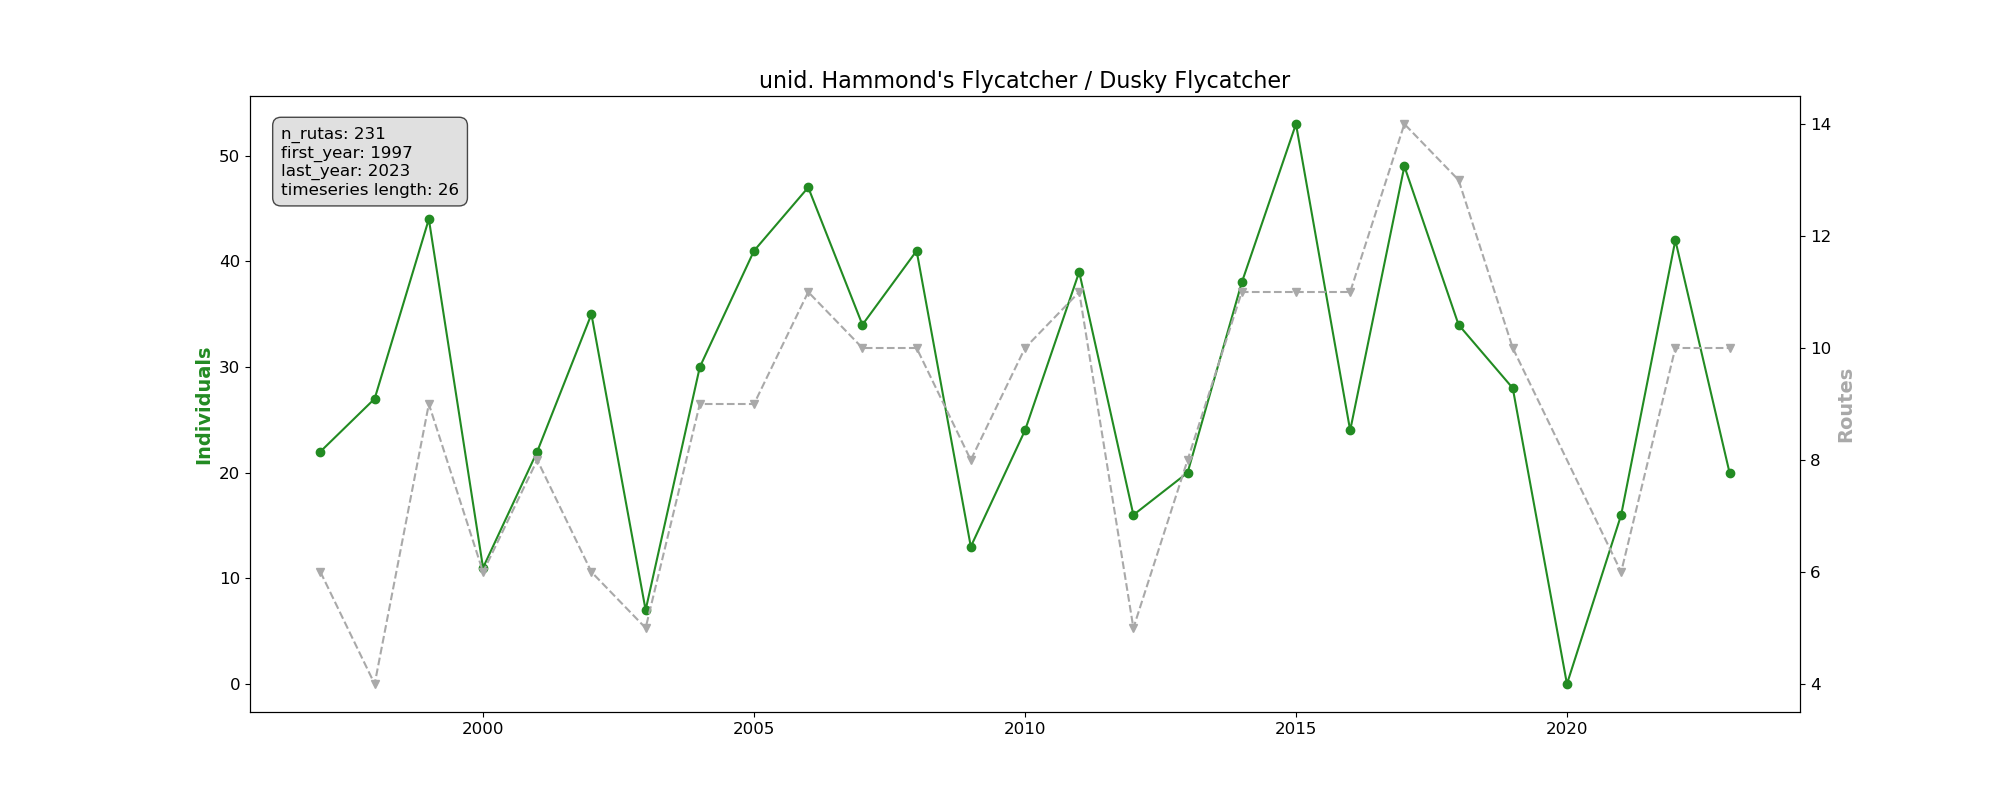 unid. Hammond's Flycatcher / Dusky Flycatcher
n_rutas: 231
first_year: 1997
last_year: 2023
timeseries length: 26
50
40
30
20
10
0
Individuals
14
12
10
8
6
4
Routes
2000
2005
2010
2015
2020